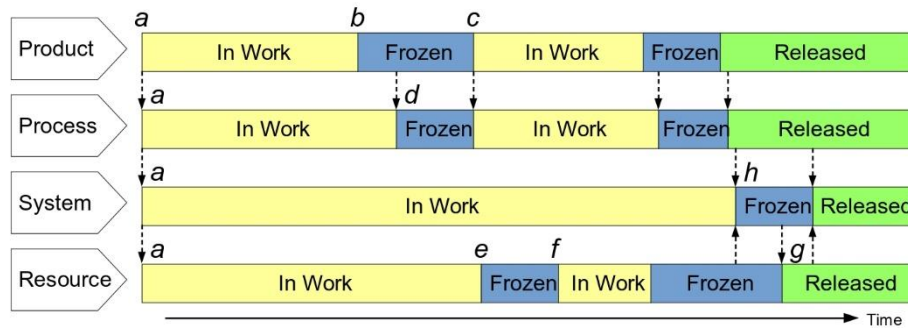 a b c
Product In Work Frozen In Work Frozen Released
a d
Process In Work Frozen In Work Frozen Released
a h
System In Work Frozen Released
a e f g
Resource In Work Frozen In Work Frozen Released
Time